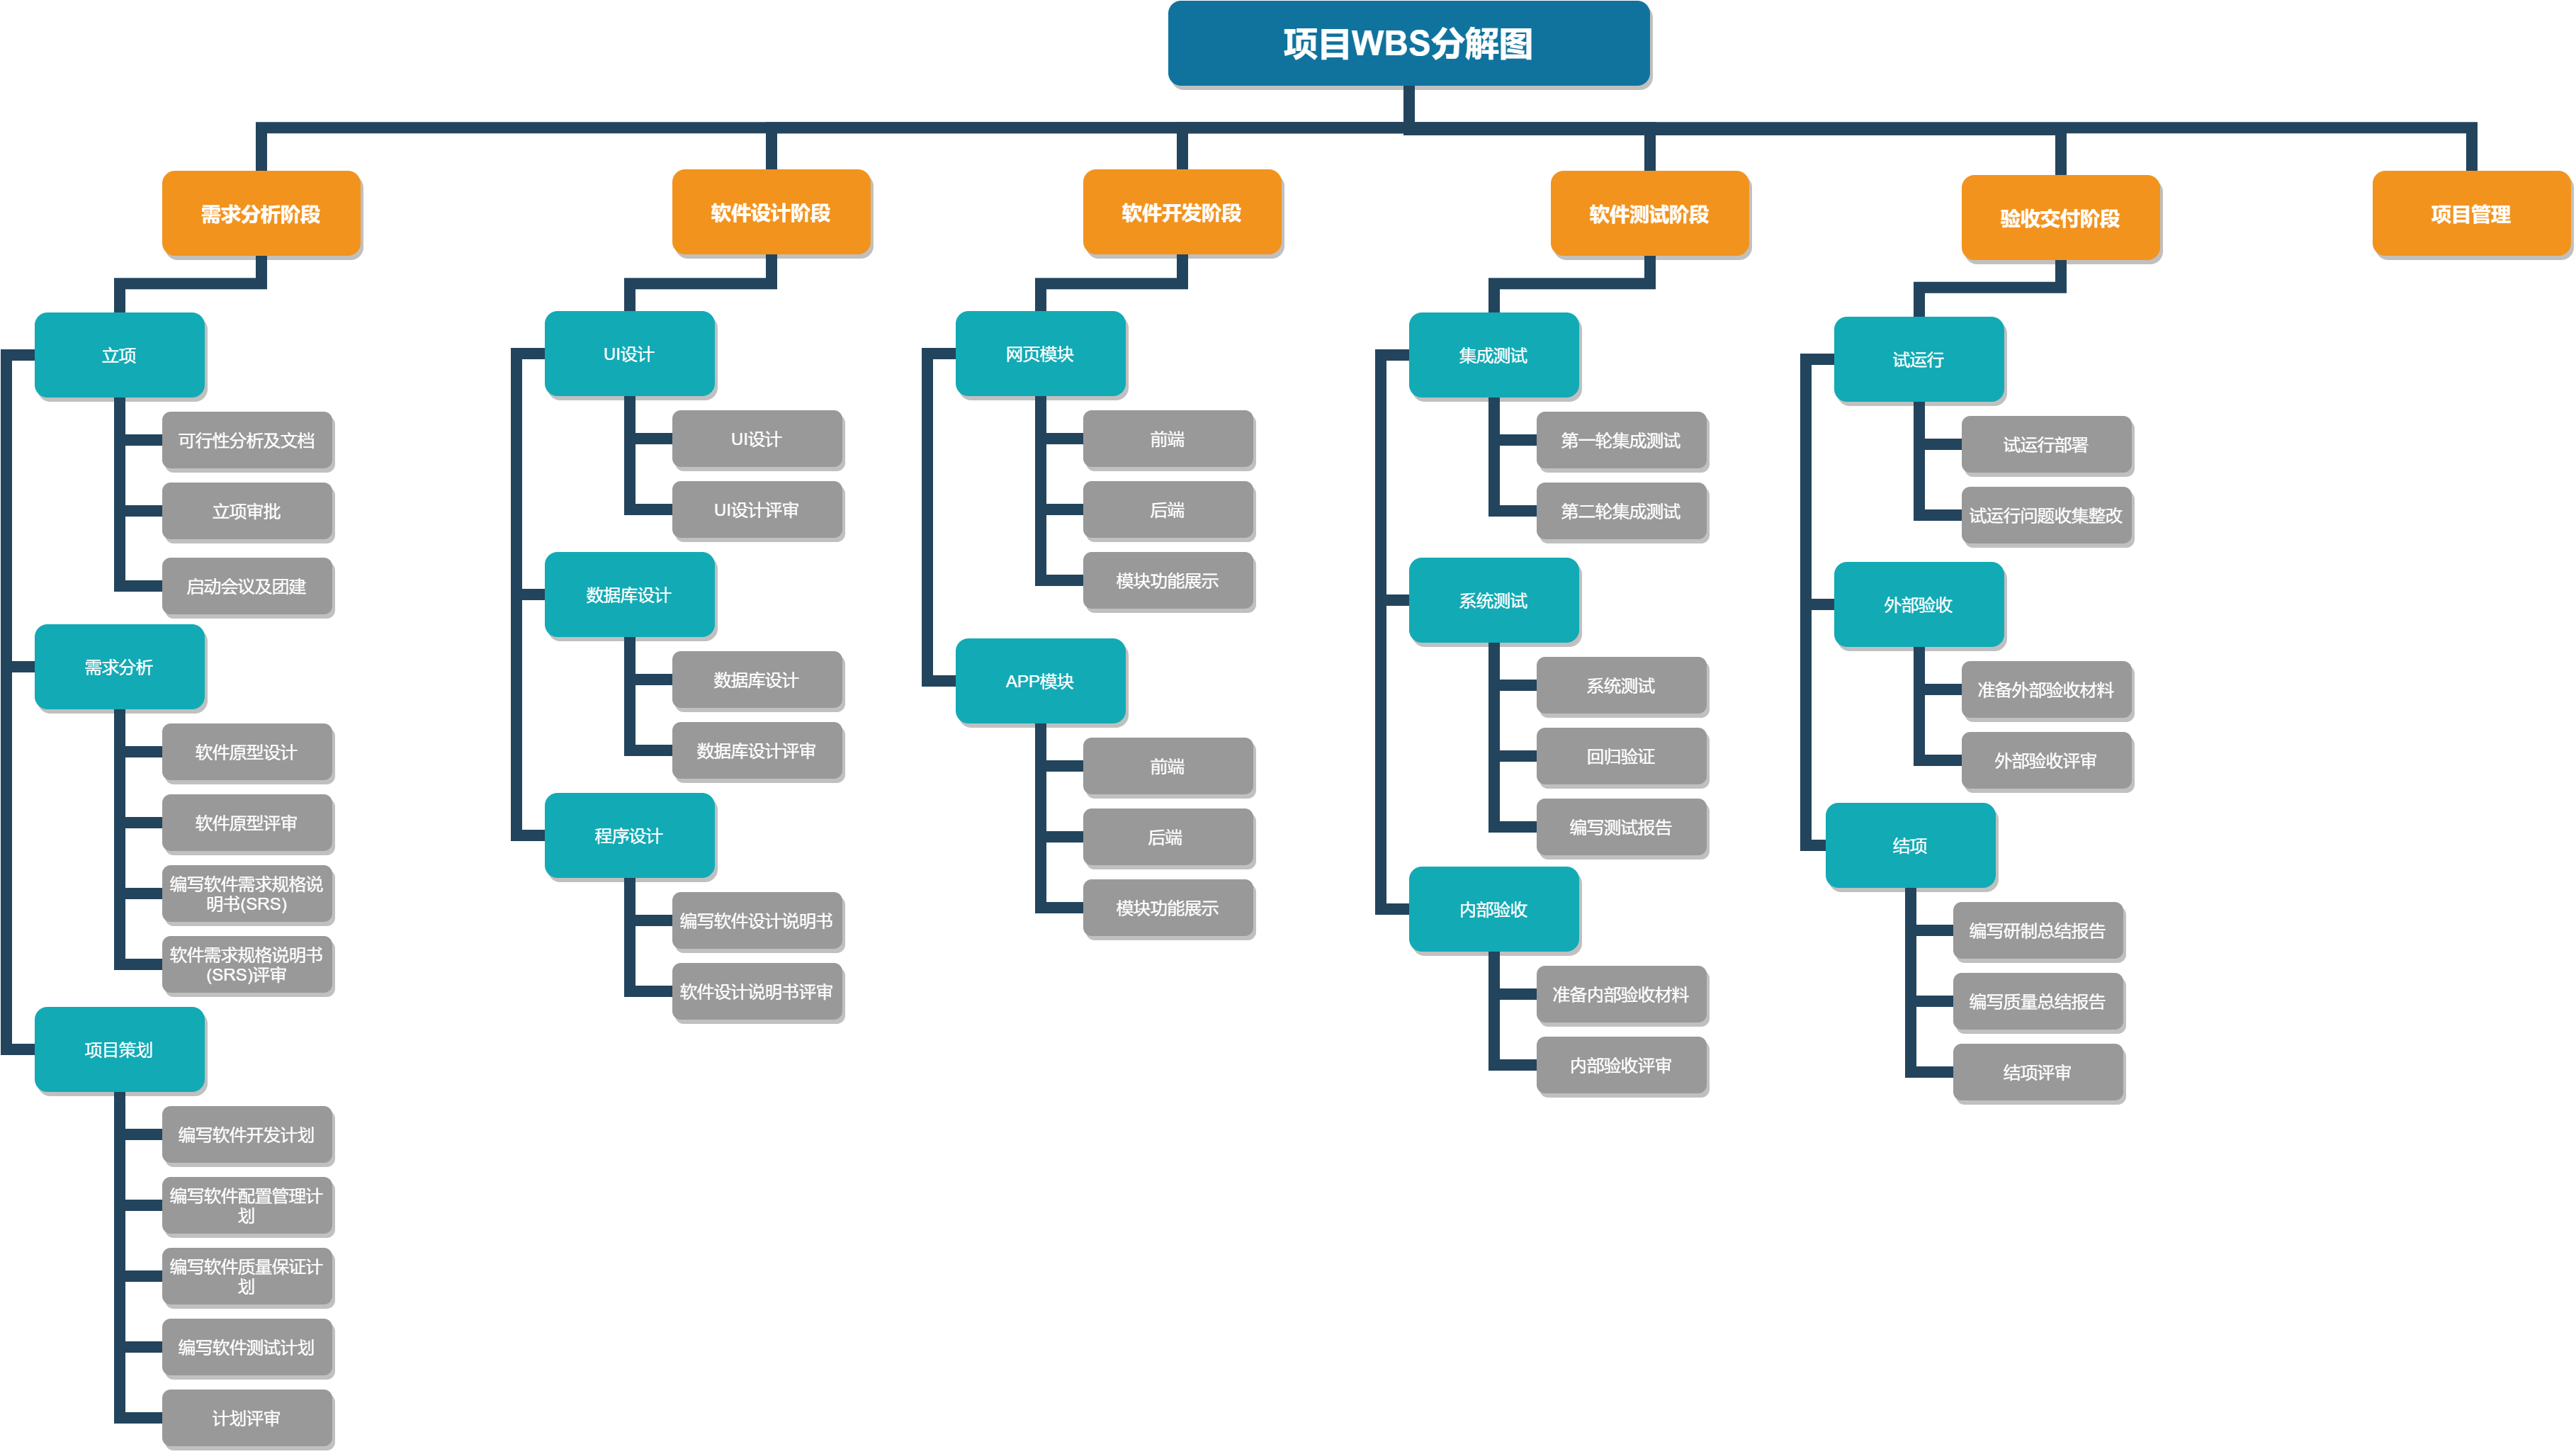 项目WBS分解图
需求分析阶段
立项
可行性分析及文档
立项审批
启动会议及团建
需求分析
软件原型设计
软件原型评审
编写软件需求规格说
明书(SRS)
软件需求规格说明书
(SRS)评审
项目策划
编写软件开发计划
编写软件配置管理计
划
编写软件质量保证计
划
编写软件测试计划
计划评审
软件设计阶段
UI设计
UI设计
UI设计评审
数据库设计
数据库设计
数据库设计评审
程序设计
编写软件设计说明书
软件设计说明书评审
软件开发阶段
网页模块
前端
后端
模块功能展示
APP模块
前端
后端
模块功能展示
软件测试阶段
集成测试
第一轮集成测试
第二轮集成测试
系统测试
系统测试
回归验证
编写测试报告
内部验收
准备内部验收材料
内部验收评审
验收交付阶段
试运行
试运行部署
试运行问题收集整改
外部验收
准备外部验收材料
外部验收评审
结项
编写研制总结报告
编写质量总结报告
结项评审
项目管理